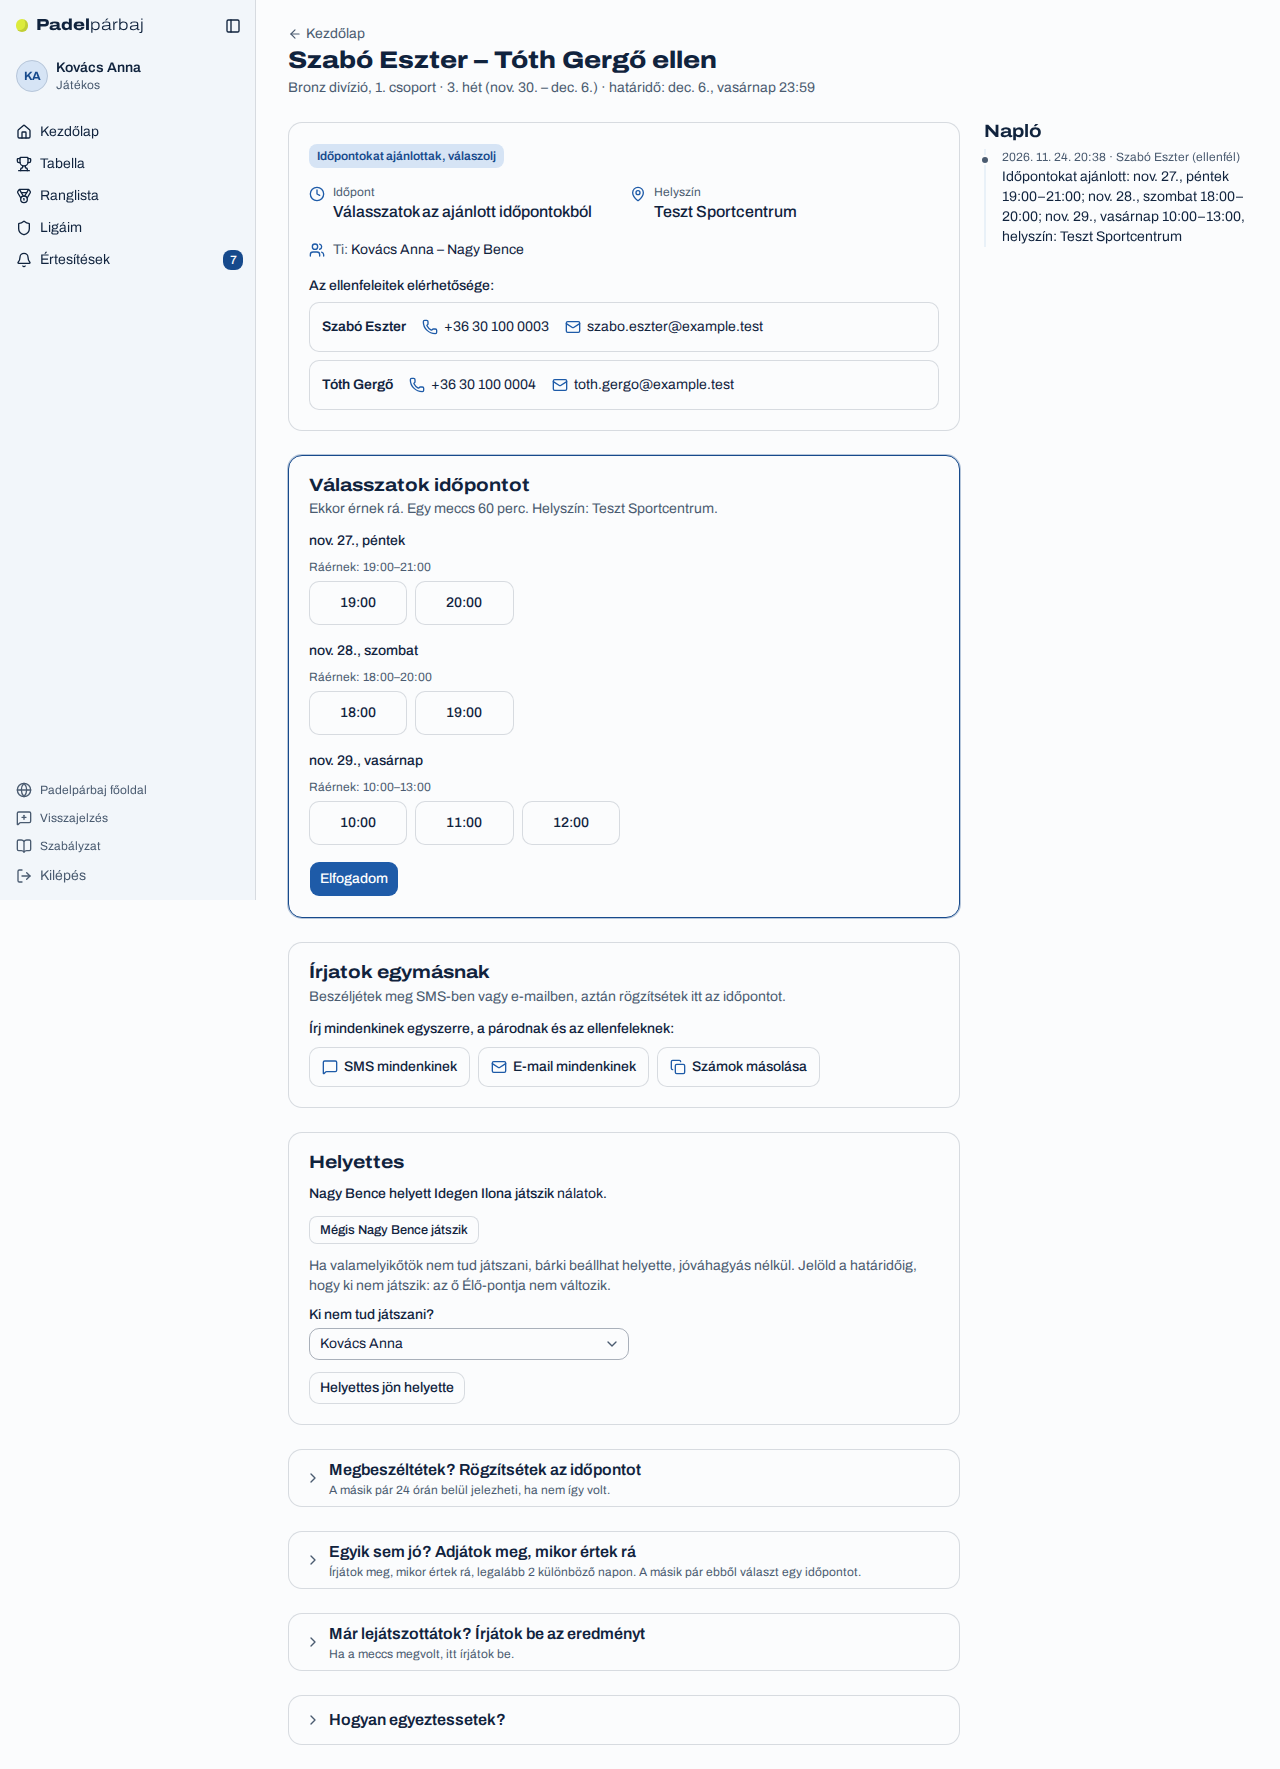 Padelpárbaj
KA
Kovács Anna
Játékos
Kezdőlap
Tabella
Ranglista
Ligáim
Értesítések
7
Padelpárbaj főoldal
Visszajelzés
Szabályzat
Kilépés
Kezdőlap
Szabó Eszter – Tóth Gergő ellen
Bronz divízió, 1. csoport · 3. hét (nov. 30. – dec. 6.) · határidő: dec. 6., vasárnap 23:59
Időpontokat ajánlottak, válaszolj
Időpont
Válasszatok az ajánlott időpontokból
Helyszín
Teszt Sportcentrum
Ti: Kovács Anna – Nagy Bence
Az ellenfeleitek elérhetősége:
Szabó Eszter +36 30 100 0003 szabo.eszter@example.test
Tóth Gergő +36 30 100 0004 toth.gergo@example.test
Válasszatok időpontot
Ekkor érnek rá. Egy meccs 60 perc. Helyszín: Teszt Sportcentrum.
nov. 27., péntek
Ráérnek: 19:00–21:00
19:00 20:00
nov. 28., szombat
Ráérnek: 18:00–20:00
18:00 19:00
nov. 29., vasárnap
Ráérnek: 10:00–13:00
10:00 11:00 12:00
Elfogadom
Írjatok egymásnak
Beszéljétek meg SMS-ben vagy e-mailben, aztán rögzítsétek itt az időpontot.
Írj mindenkinek egyszerre, a párodnak és az ellenfeleknek:
SMS mindenkinek E-mail mindenkinek Számok másolása
Helyettes
Nagy Bence helyett Idegen Ilona játszik nálatok.
Mégis Nagy Bence játszik
Ha valamelyikőtök nem tud játszani, bárki beállhat helyette, jóváhagyás nélkül. Jelöld a határidőig,
hogy ki nem játszik: az ő Élő-pontja nem változik.
Ki nem tud játszani?
Kovács Anna
Helyettes jön helyette
Megbeszéltétek? Rögzítsétek az időpontot
A másik pár 24 órán belül jelezheti, ha nem így volt.
Egyik sem jó? Adjátok meg, mikor értek rá
Írjátok meg, mikor értek rá, legalább 2 különböző napon. A másik pár ebből választ egy időpontot.
Már lejátszottátok? Írjátok be az eredményt
Ha a meccs megvolt, itt írjátok be.
Hogyan egyeztessetek?
Napló
2026. 11. 24. 20:38 · Szabó Eszter (ellenfél)
Időpontokat ajánlott: nov. 27., péntek
19:00–21:00; nov. 28., szombat 18:00–
20:00; nov. 29., vasárnap 10:00–13:00,
helyszín: Teszt Sportcentrum